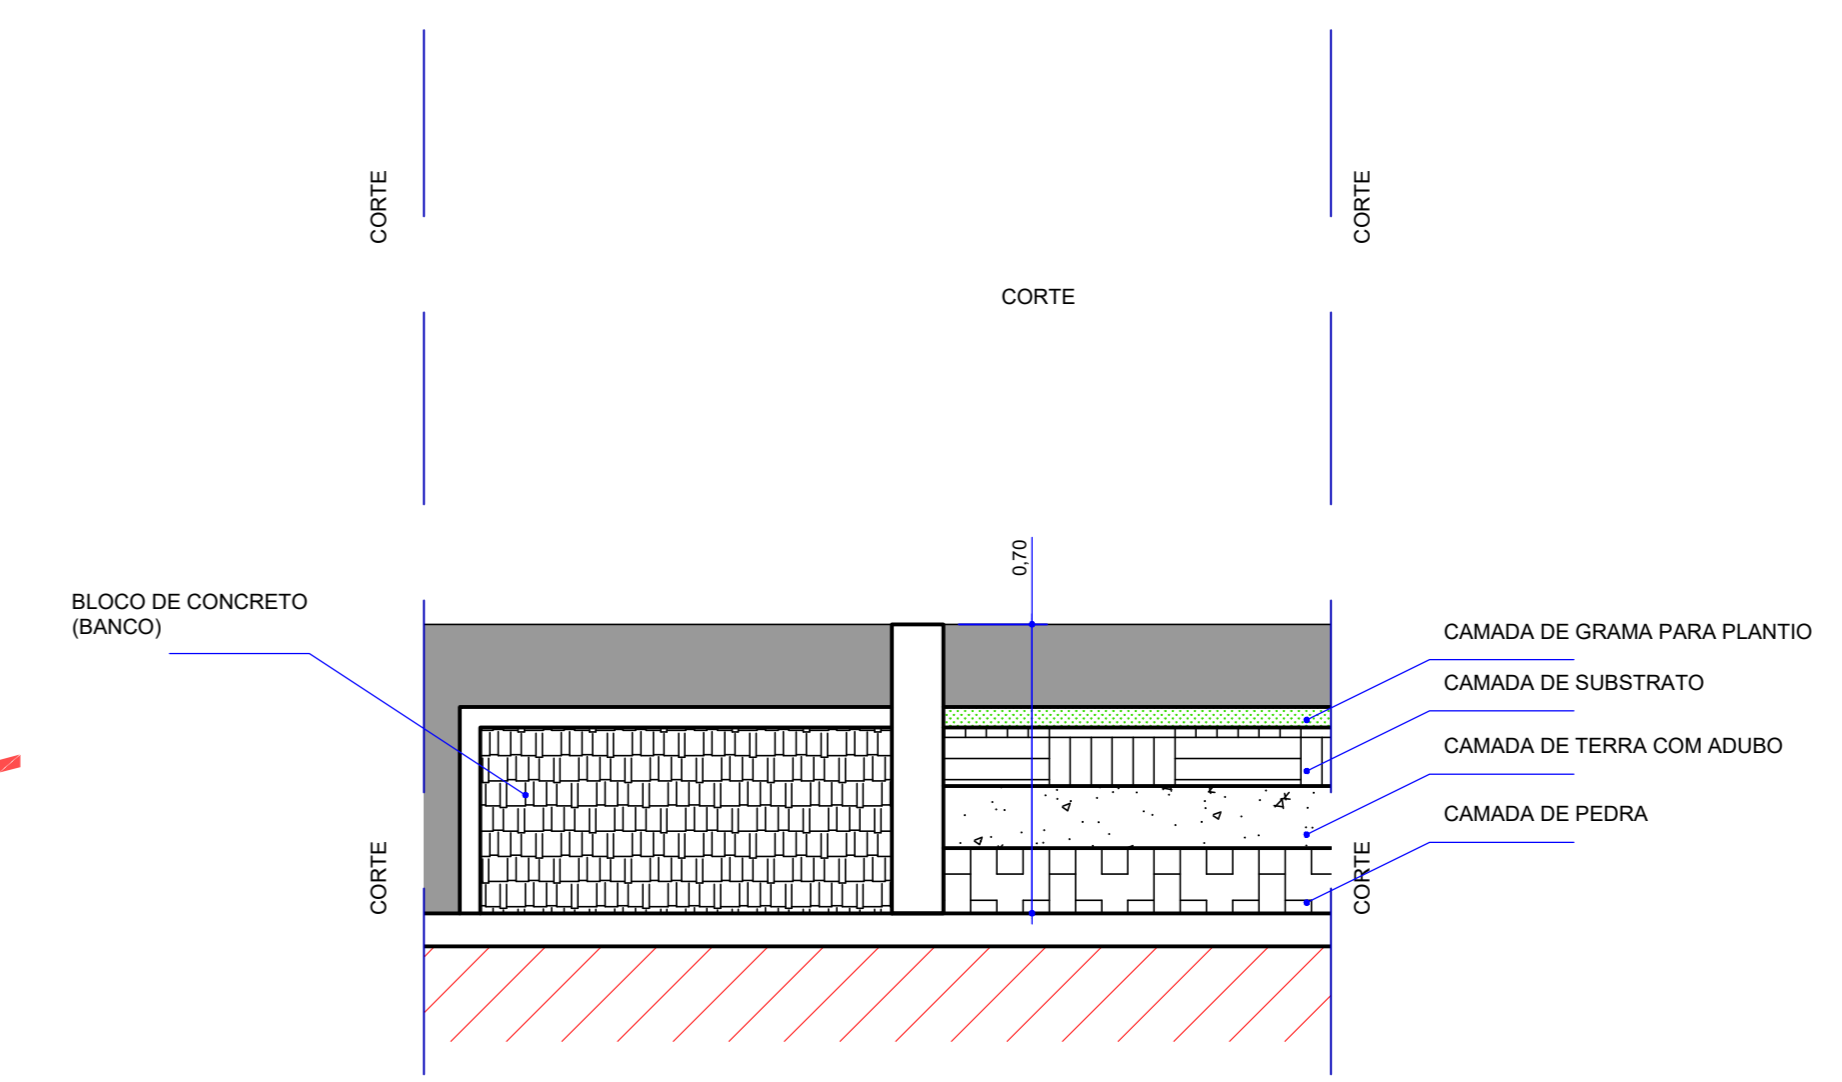 CORTE
CORTE
CORTE
0,70
BLOCO DE CONCRETO
(BANCO)
CAMADA DE GRAMA PARA PLANTIO
CAMADA DE SUBSTRATO
CAMADA DE TERRA COM ADUBO
CAMADA DE PEDRA
CORTE
CORTE